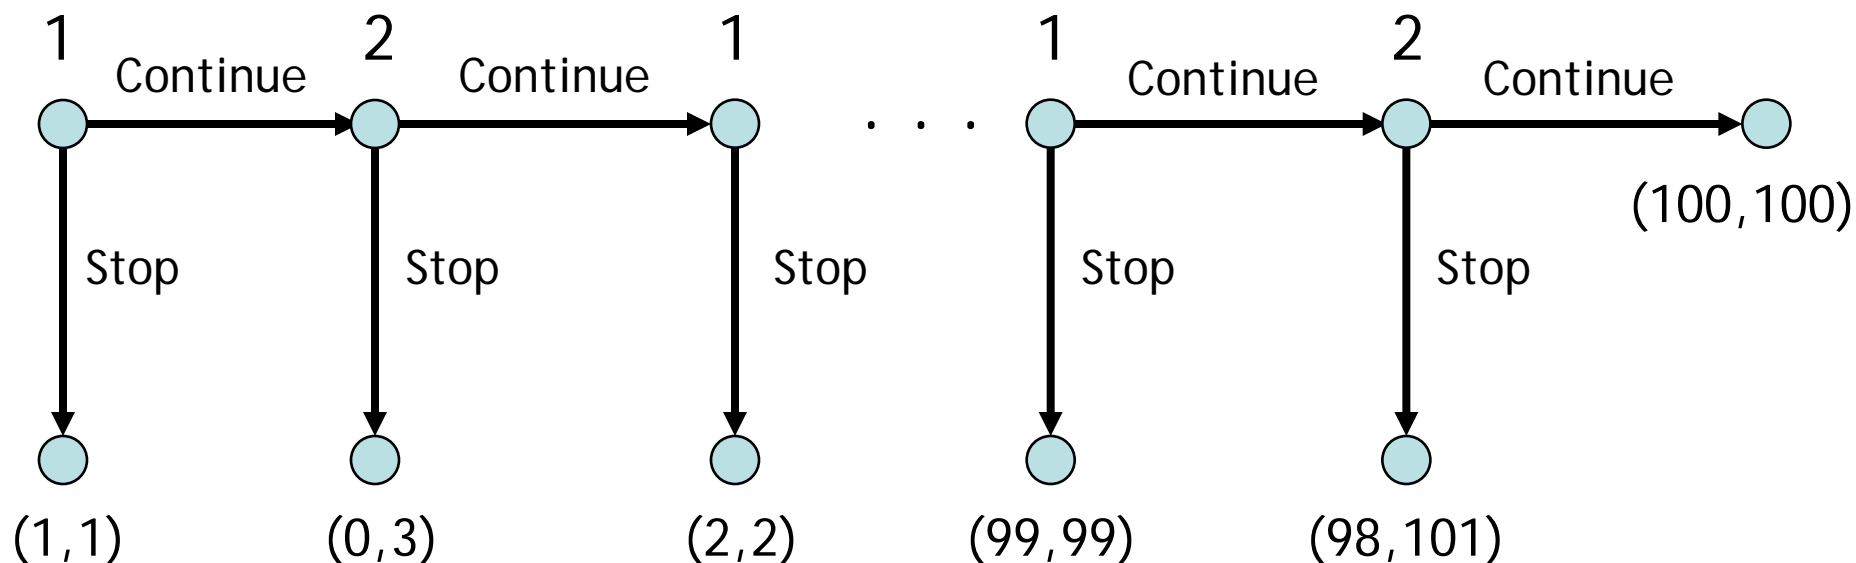 1 2 1 1 2
Continue Continue . . . Continue Continue
(100,100)
Stop Stop Stop Stop Stop
(1,1) (0,3) (2,2) (99,99) (98,101)